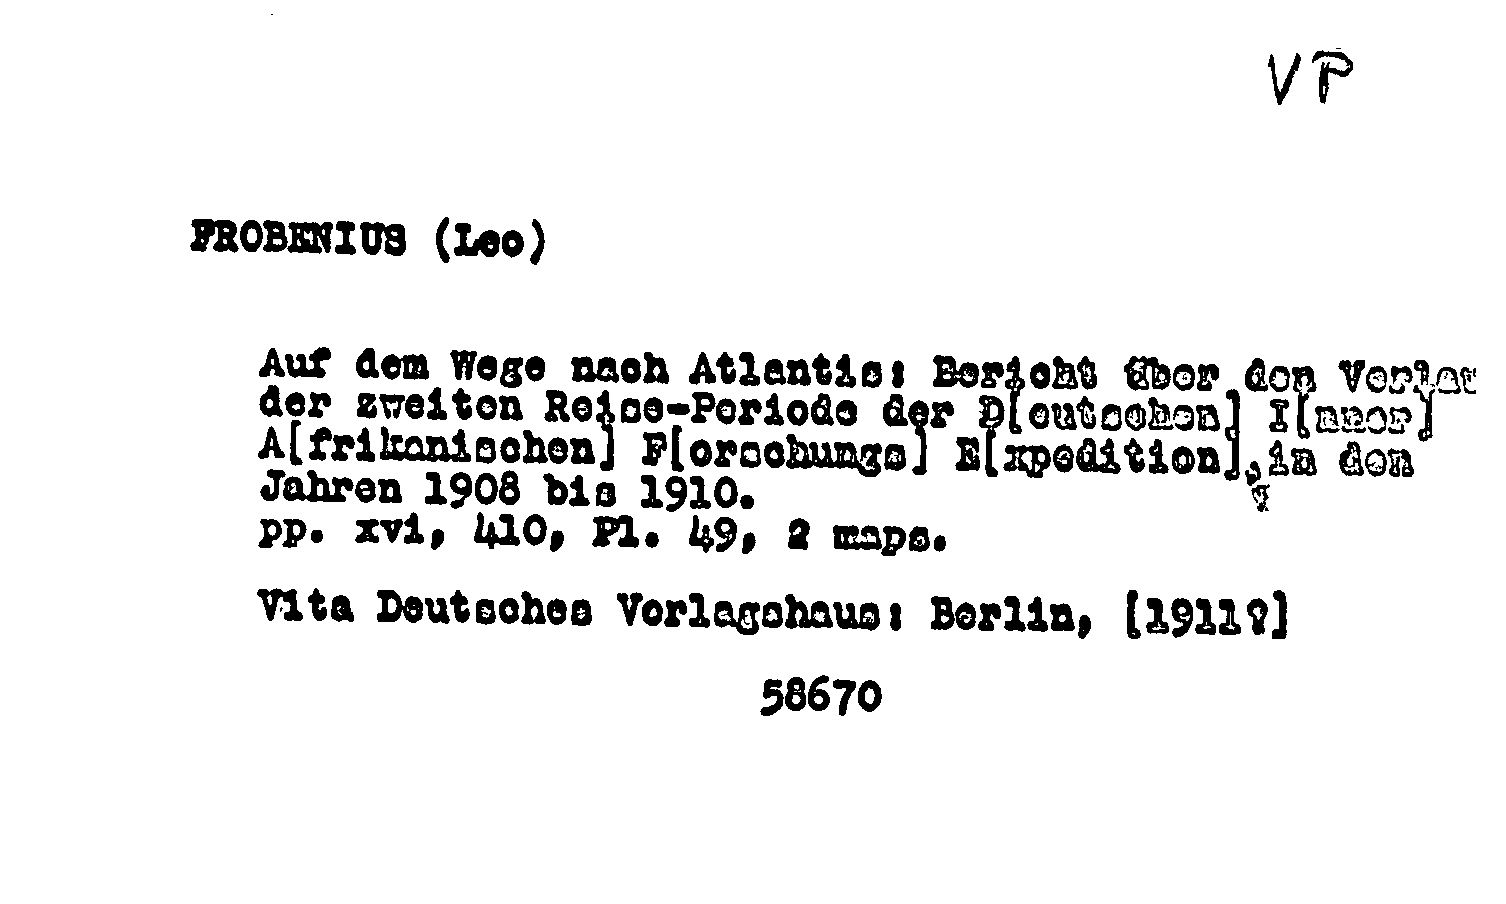 VP
FROBENIUS (Leo)
Auf dem Wege nach Atlantis: Bericht über den Verlau
der zweiten Reise-Periode der D[eutschen] I[nner]
A[frikanischen] F[orschungs] E[xpedition], in den
Jahren 1908 bis 1910.
pp. xvi, 410, Pl. 49, 2 maps.
Vita Deutsches Verlagshaus: Berlin, [1911?]
58670